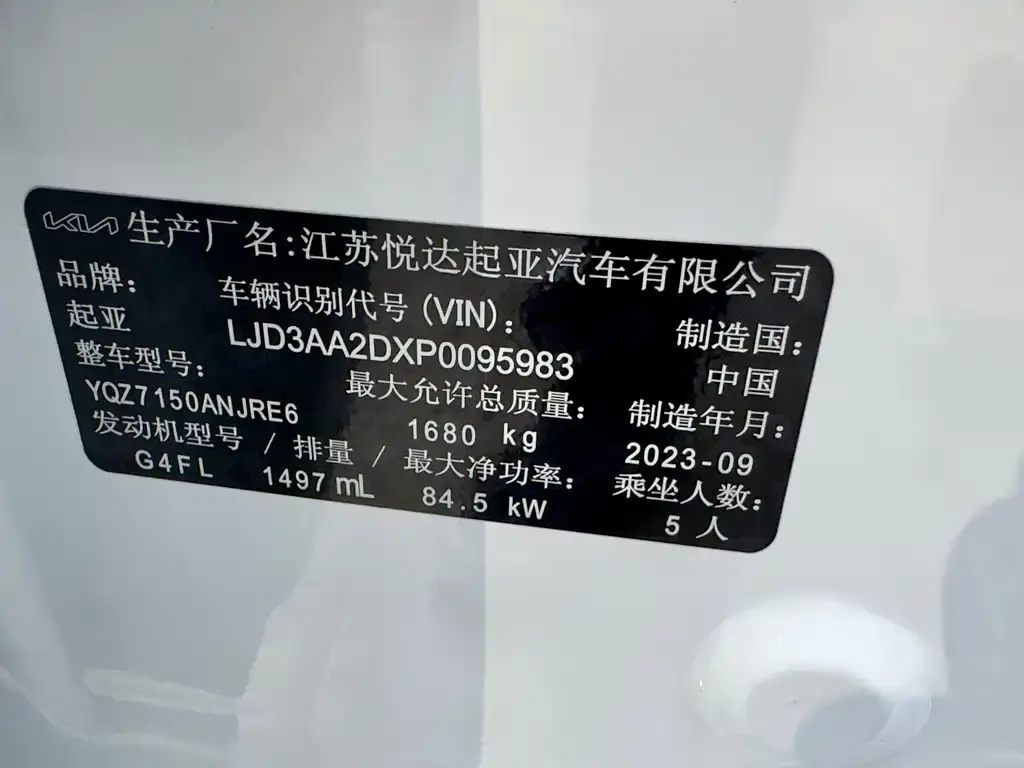 KIA 生产厂名:江苏悦达起亚汽车有限公司
品牌: 车辆识别代号(VIN): 制造国:
起亚 LJD3AA2DXP0095983 中国
整车型号: 最大允许总质量: 制造年月:
YQZ7150ANJRE6 1680 kg 2023-09
发动机型号 / 排量 / 最大净功率: 乘坐人数:
G4FL 1497 mL 84.5 kW 5 人